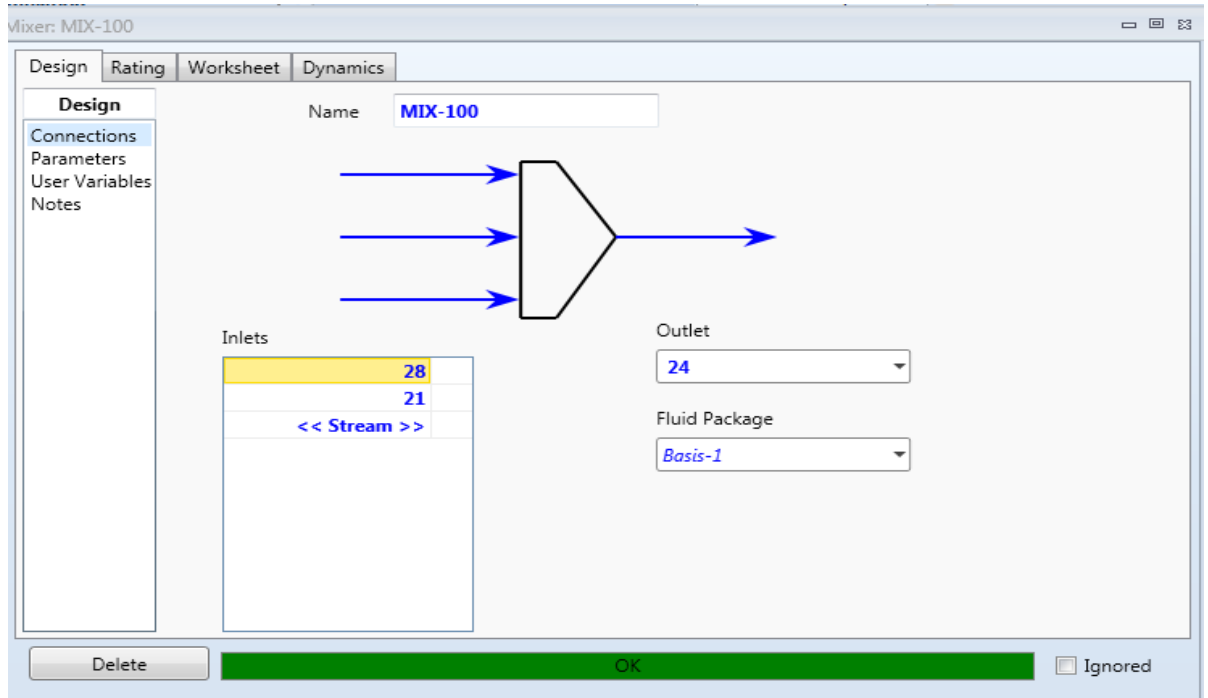 Mixer: MIX-100
Design Rating Worksheet Dynamics
Design
Connections
Parameters
User Variables
Notes
Name MIX-100
Inlets
28
21
<< Stream >>
Outlet
24
Fluid Package
Basis-1
Delete OK Ignored